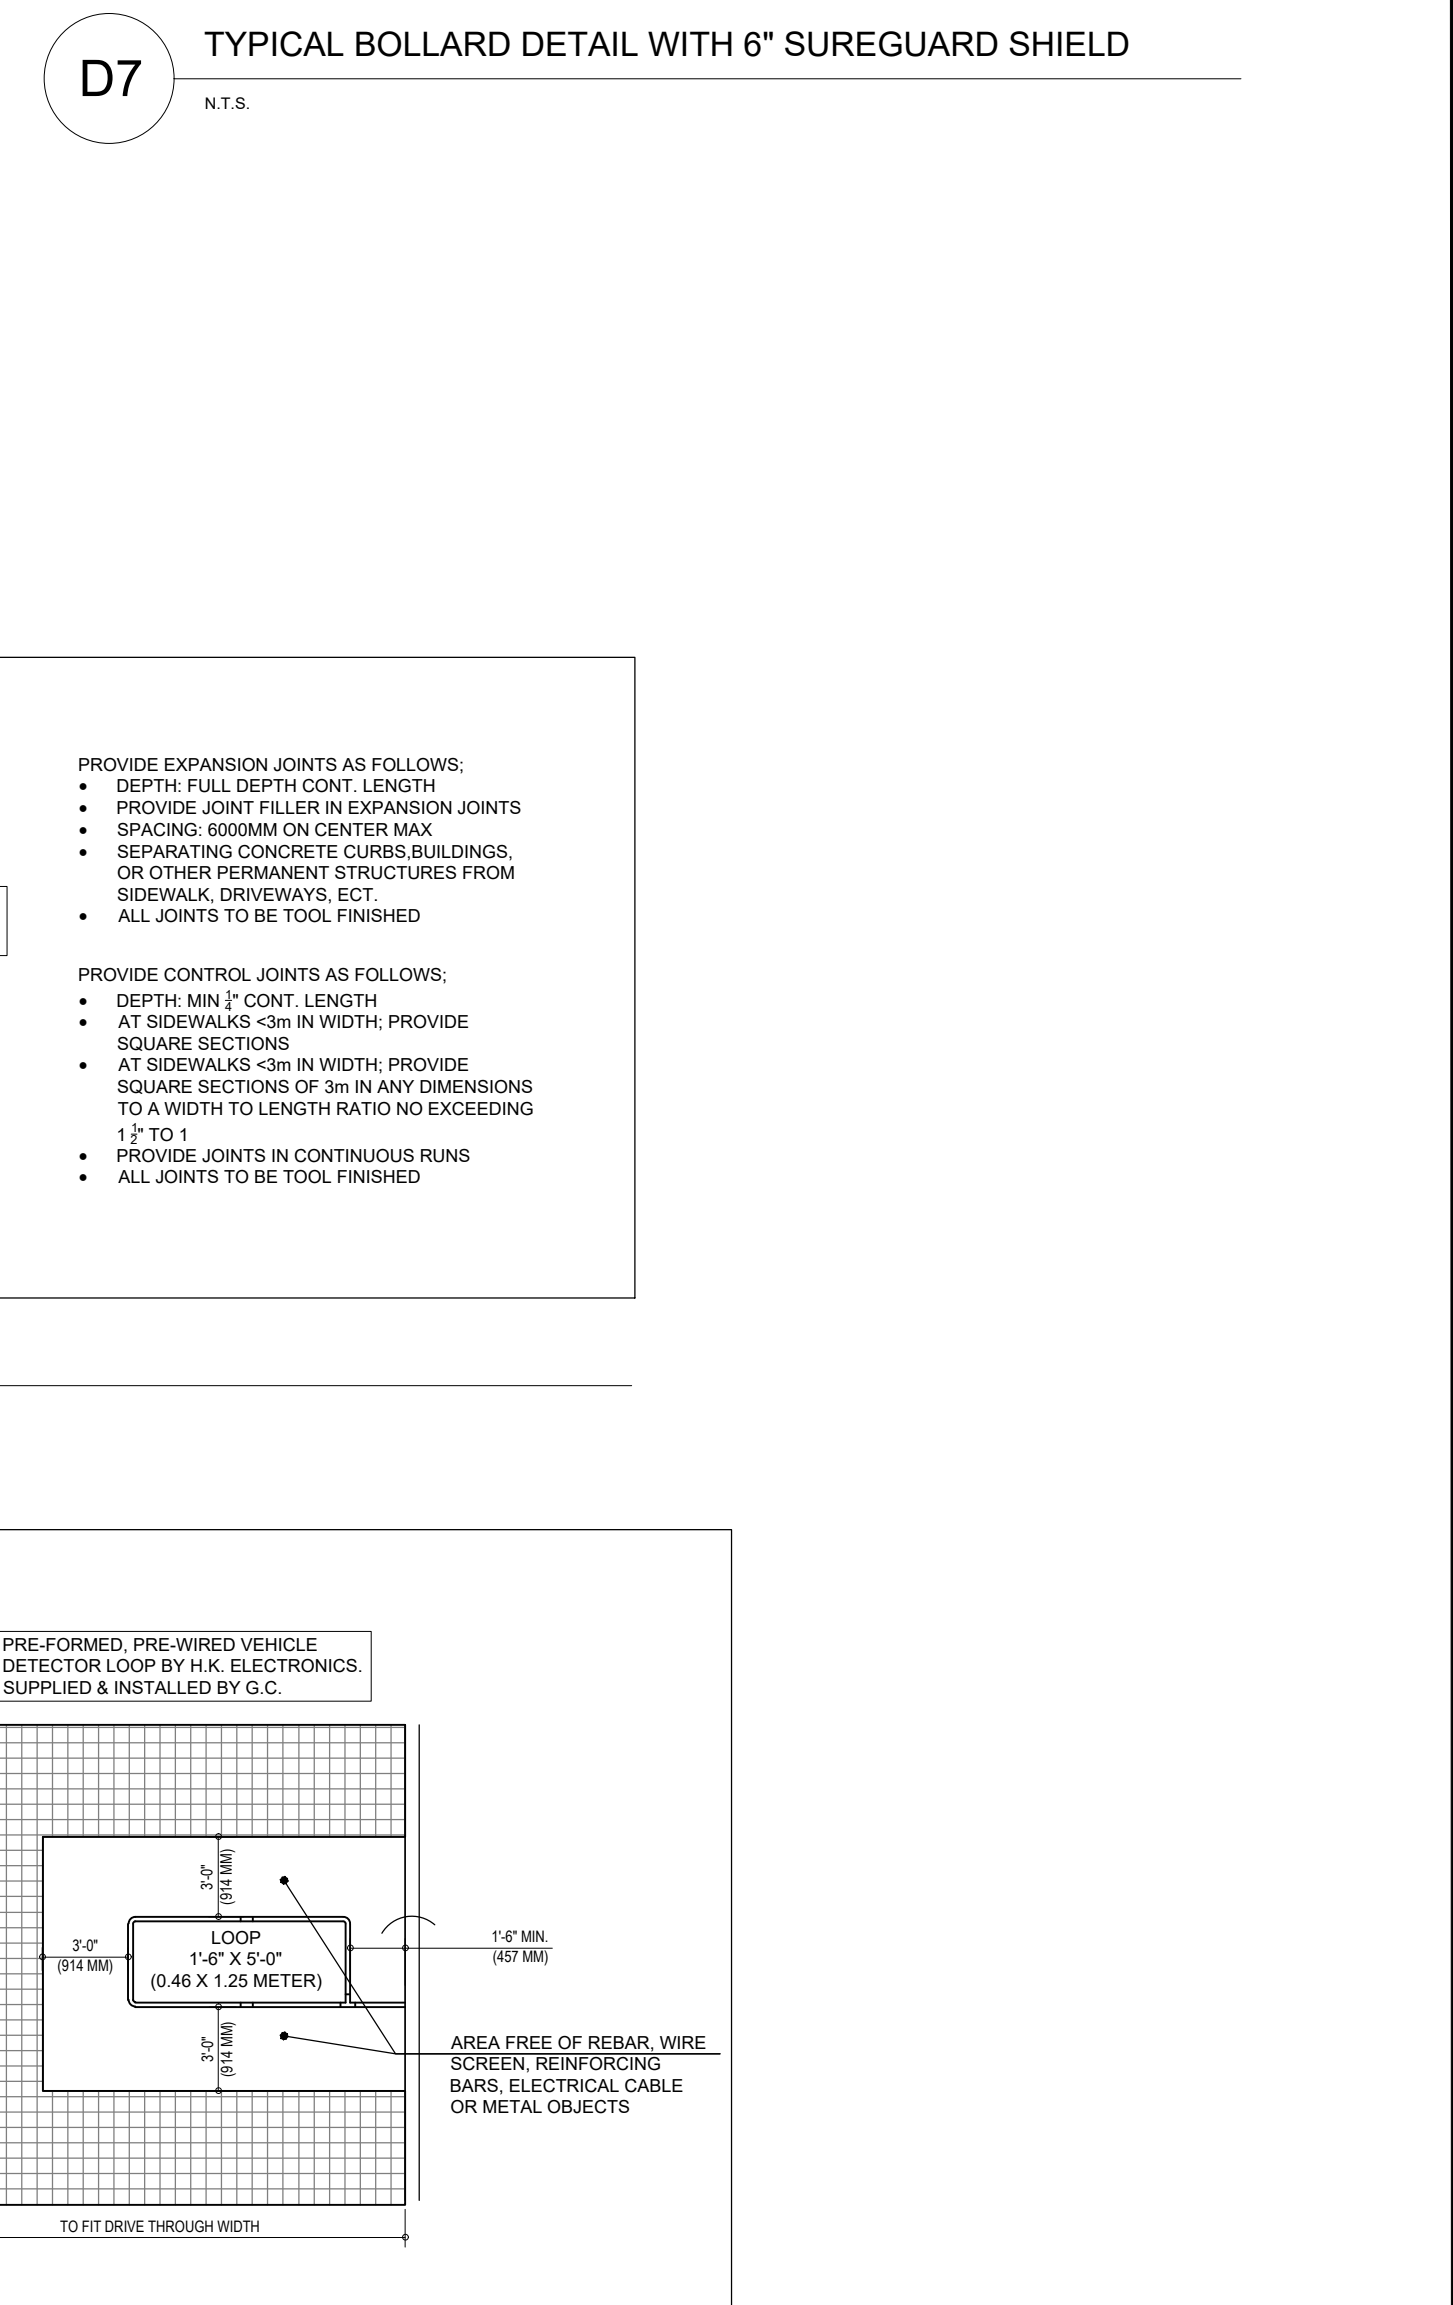 D7
TYPICAL BOLLARD DETAIL WITH 6" SUREGUARD SHIELD
N.T.S.
PROVIDE EXPANSION JOINTS AS FOLLOWS;
● DEPTH: FULL DEPTH CONT. LENGTH
● PROVIDE JOINT FILLER IN EXPANSION JOINTS
● SPACING: 6000MM ON CENTER MAX
● SEPARATING CONCRETE CURBS,BUILDINGS,
OR OTHER PERMANENT STRUCTURES FROM
SIDEWALK, DRIVEWAYS, ECT.
● ALL JOINTS TO BE TOOL FINISHED
PROVIDE CONTROL JOINTS AS FOLLOWS;
● DEPTH: MIN 1/4" CONT. LENGTH
● AT SIDEWALKS <3m IN WIDTH; PROVIDE
SQUARE SECTIONS
● AT SIDEWALKS <3m IN WIDTH; PROVIDE
SQUARE SECTIONS OF 3m IN ANY DIMENSIONS
TO A WIDTH TO LENGTH RATIO NO EXCEEDING
1 1/2" TO 1
● PROVIDE JOINTS IN CONTINUOUS RUNS
● ALL JOINTS TO BE TOOL FINISHED
PRE-FORMED, PRE-WIRED VEHICLE
DETECTOR LOOP BY H.K. ELECTRONICS.
SUPPLIED & INSTALLED BY G.C.
3'-0"
(914 MM)
3'-0"
(914 MM)
LOOP
1'-6" X 5'-0"
(0.46 X 1.25 METER)
1'-6" MIN.
(457 MM)
3'-0"
(914 MM)
AREA FREE OF REBAR, WIRE
SCREEN, REINFORCING
BARS, ELECTRICAL CABLE
OR METAL OBJECTS
TO FIT DRIVE THROUGH WIDTH